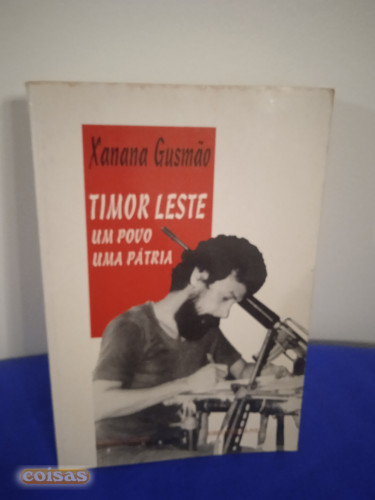 Xanana Gusmão
TIMOR LESTE
UM POVO
UMA PÁTRIA
coisas